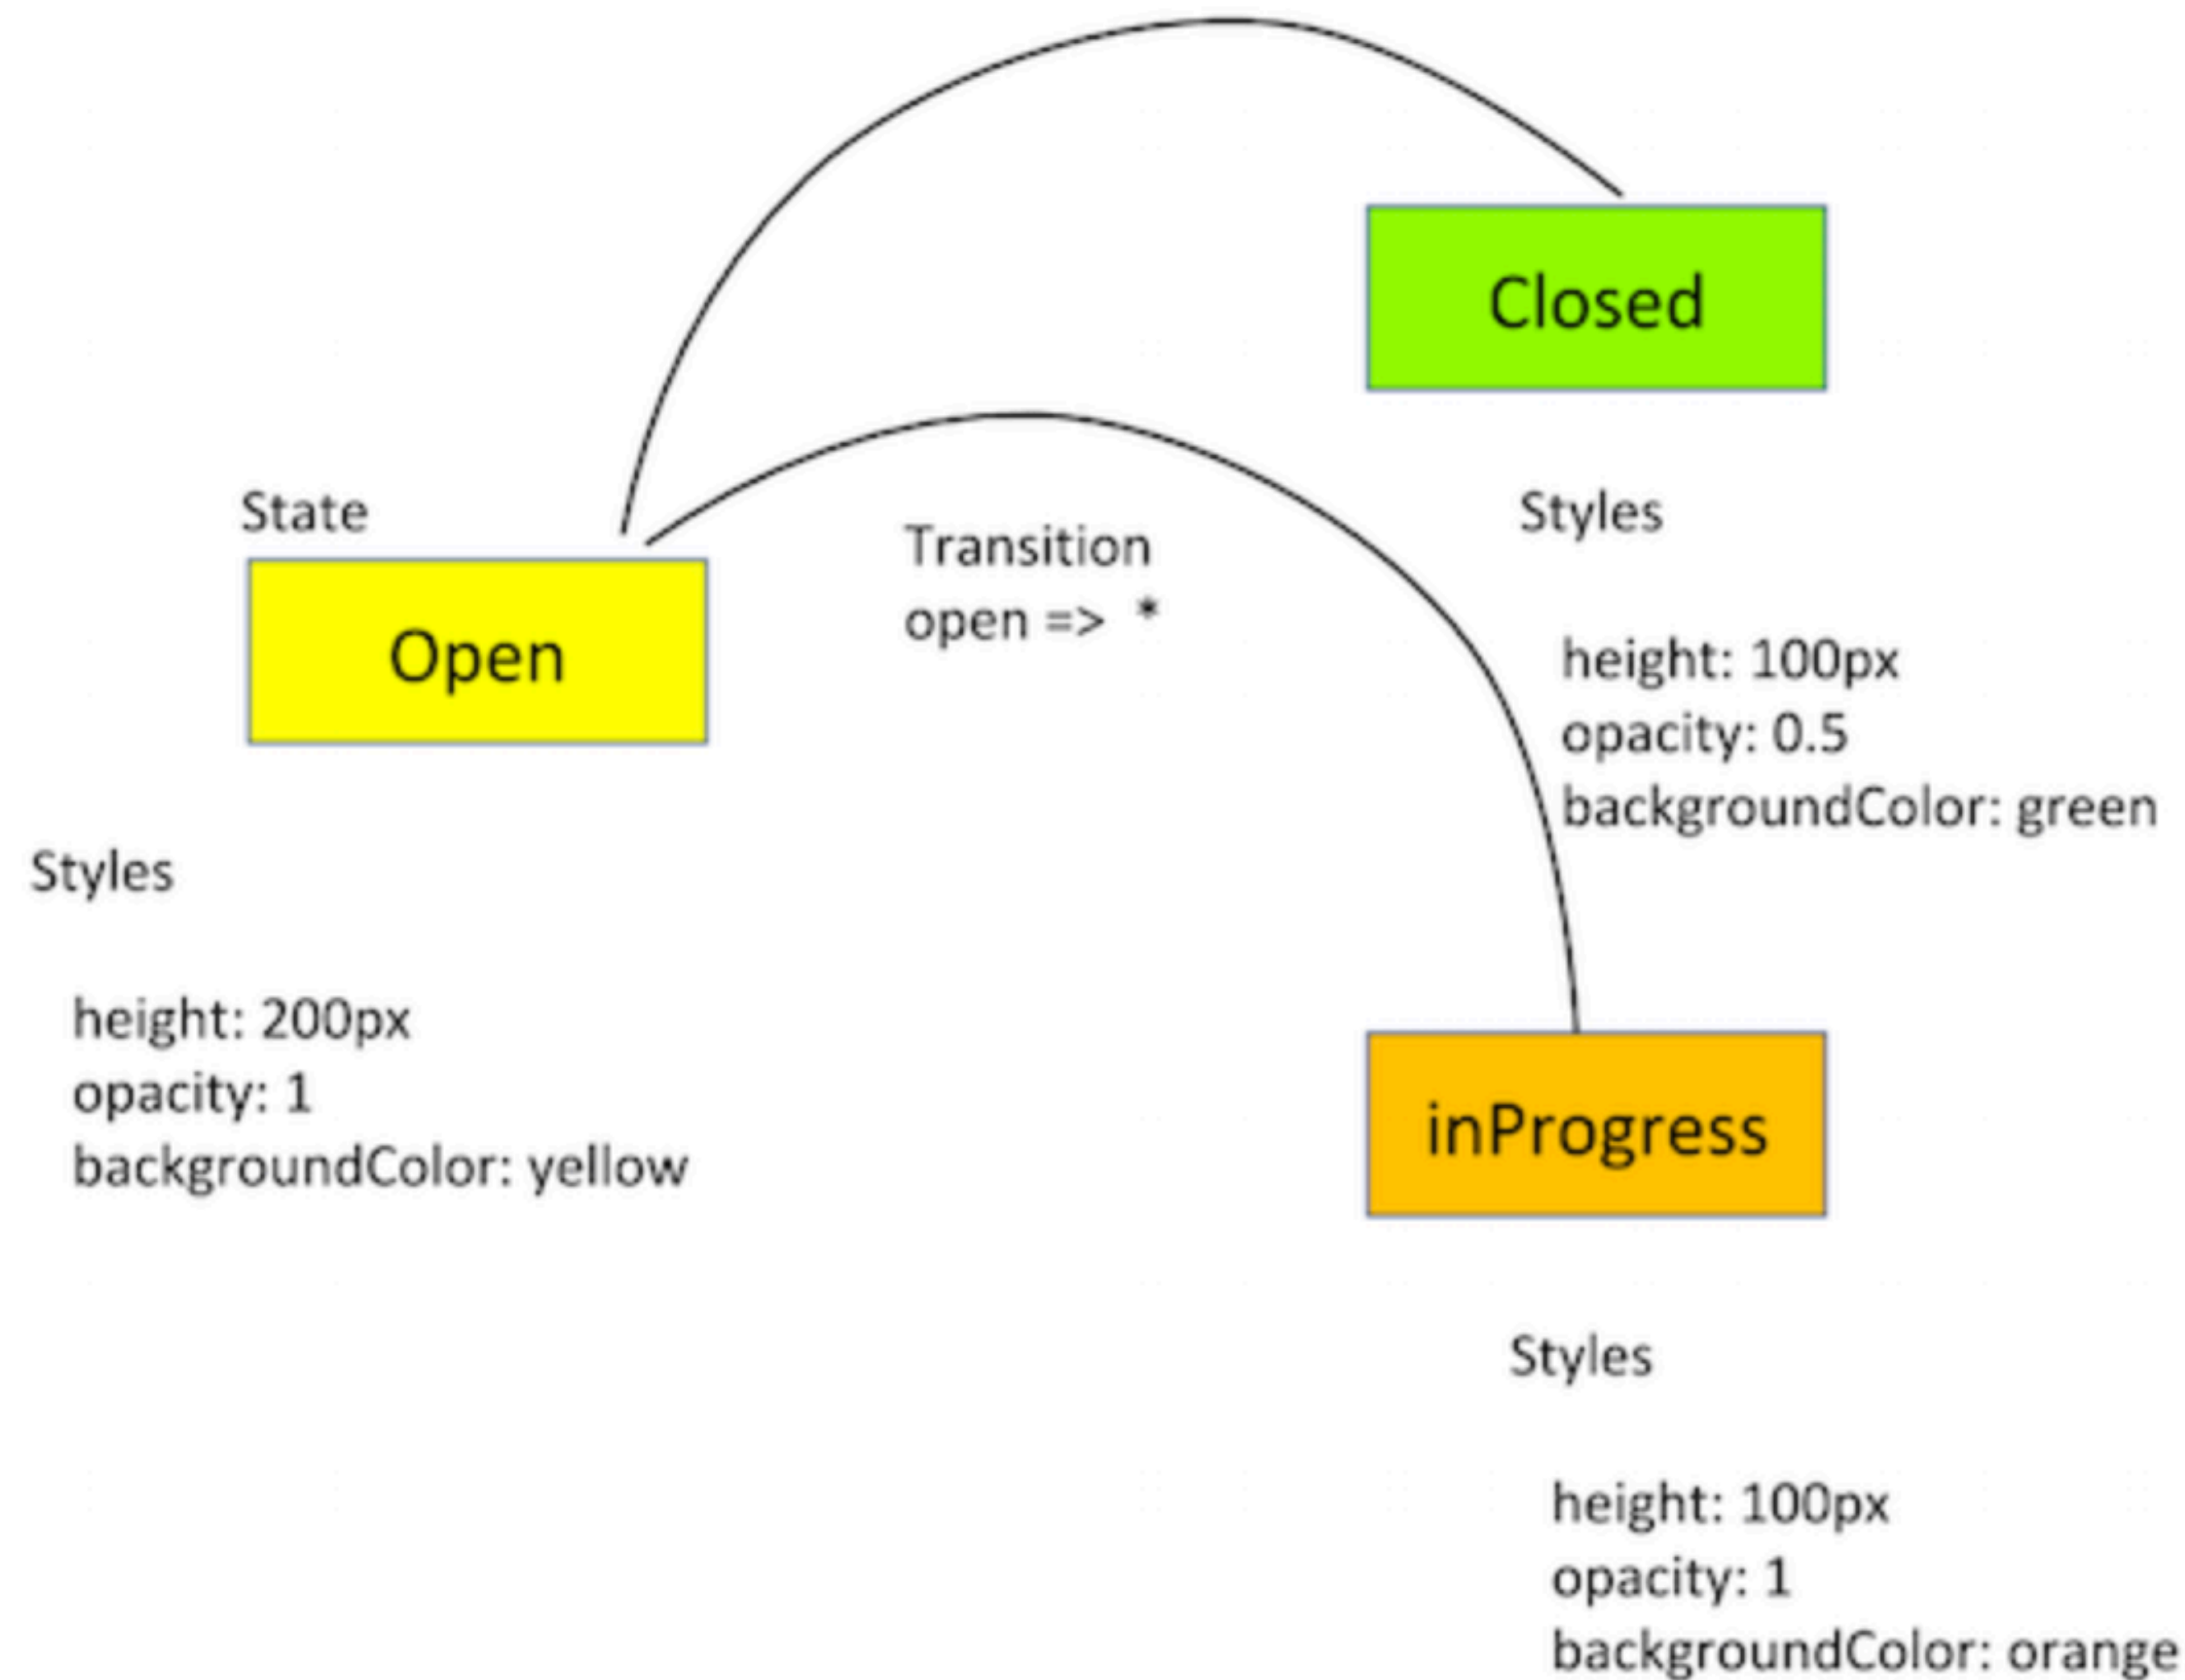 Closed
State
Open
Transition
open => *
Styles
height: 100px
opacity: 0.5
backgroundColor: green
Styles
height: 200px
opacity: 1
backgroundColor: yellow
inProgress
Styles
height: 100px
opacity: 1
backgroundColor: orange